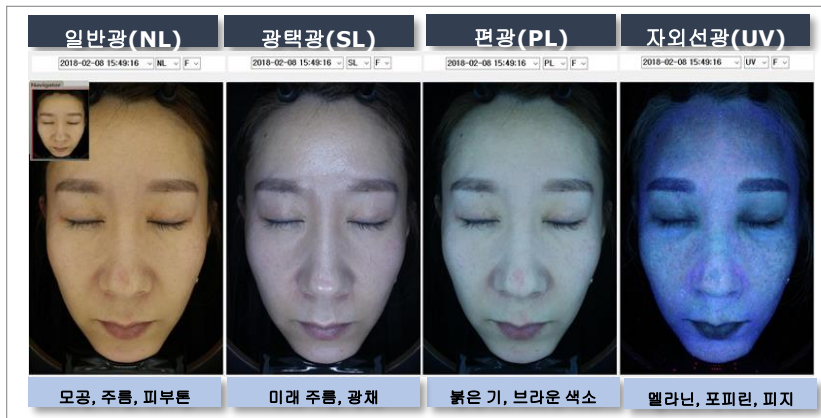 일반광(NL)
광택광(SL)
편광(PL)
자외선광(UV)
2018-02-08 15:49:16 NL F
2018-02-08 15:49:16 SL F
2018-02-08 15:49:16 PL F
2018-02-08 15:49:16 UV F
Navigator
모공, 주름, 피부톤
미래 주름, 광채
붉은 기, 브라운 색소
멜라닌, 포피린, 피지